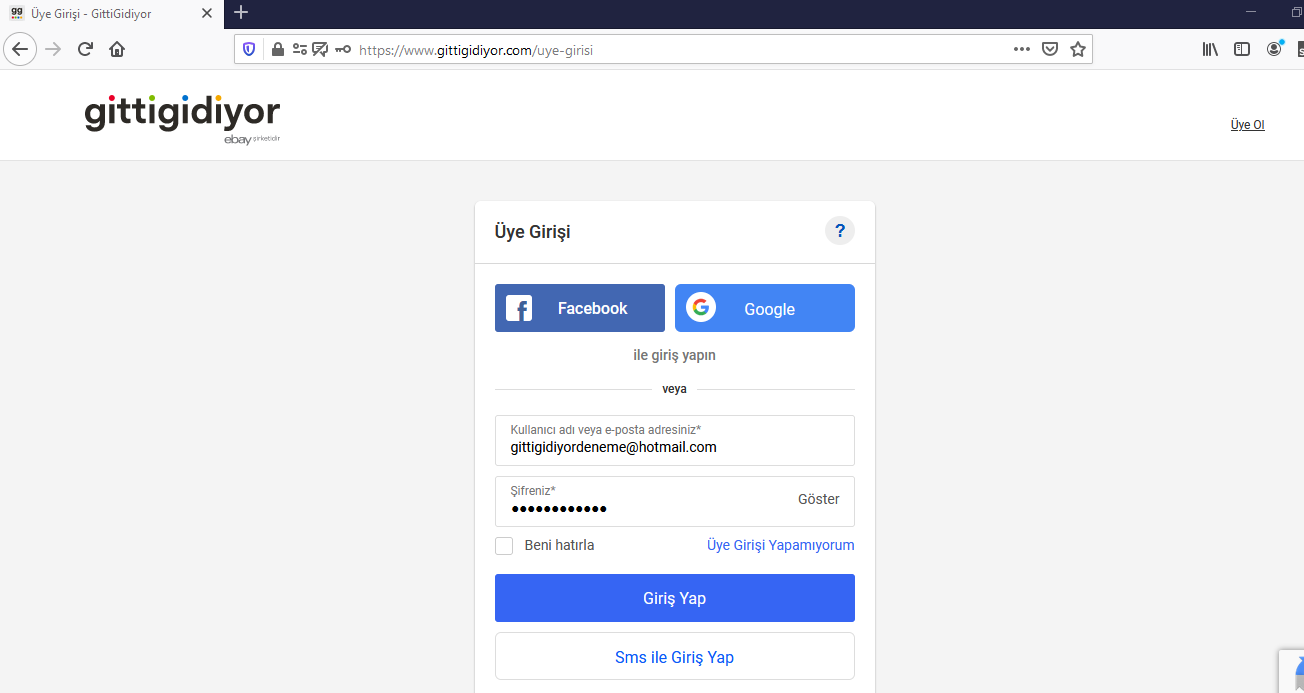 Üye Girişi - GittiGidiyor
https://www.gittigidiyor.com/uye-girisi
gittigidiyor
ebay şirketidir
Üye Ol
Üye Girişi
?
Facebook
Google
ile giriş yapın
veya
Kullanıcı adı veya e-posta adresiniz*
gittigidiyordeneme@hotmail.com
Şifreniz*
●●●●●●●●●●●●
Göster
Beni hatırla
Üye Girişi Yapamıyorum
Giriş Yap
Sms ile Giriş Yap